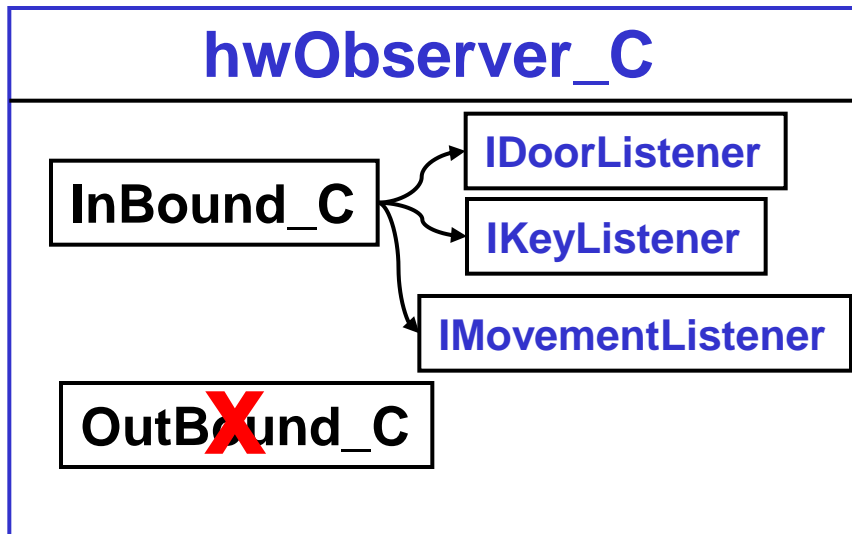 hwObserver_C
IDoorListener
InBound_C
IKeyListener
IMovementListener
OutBound_C
X